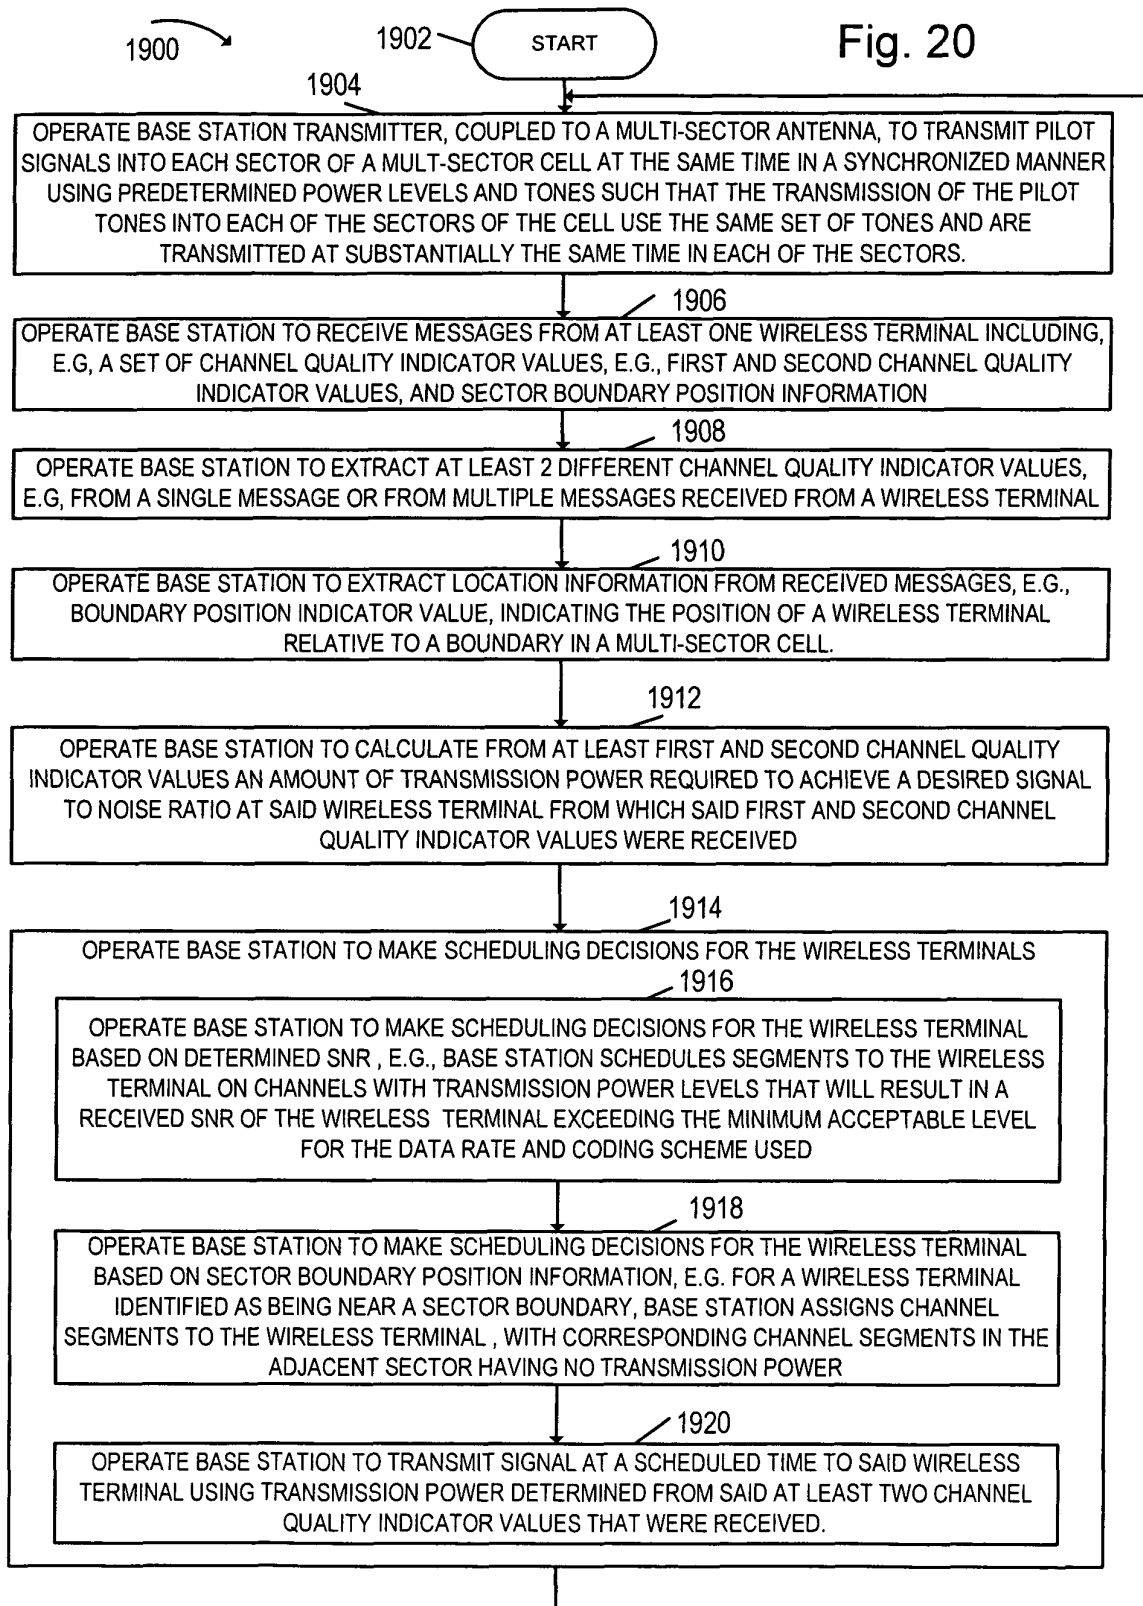 1900
1902
START
Fig. 20
1904
OPERATE BASE STATION TRANSMITTER, COUPLED TO A MULTI-SECTOR ANTENNA, TO TRANSMIT PILOT
SIGNALS INTO EACH SECTOR OF A MULT-SECTOR CELL AT THE SAME TIME IN A SYNCHRONIZED MANNER
USING PREDETERMINED POWER LEVELS AND TONES SUCH THAT THE TRANSMISSION OF THE PILOT
TONES INTO EACH OF THE SECTORS OF THE CELL USE THE SAME SET OF TONES AND ARE
TRANSMITTED AT SUBSTANTIALLY THE SAME TIME IN EACH OF THE SECTORS.
1906
OPERATE BASE STATION TO RECEIVE MESSAGES FROM AT LEAST ONE WIRELESS TERMINAL INCLUDING,
E.G, A SET OF CHANNEL QUALITY INDICATOR VALUES, E.G., FIRST AND SECOND CHANNEL QUALITY
INDICATOR VALUES, AND SECTOR BOUNDARY POSITION INFORMATION
1908
OPERATE BASE STATION TO EXTRACT AT LEAST 2 DIFFERENT CHANNEL QUALITY INDICATOR VALUES,
E.G, FROM A SINGLE MESSAGE OR FROM MULTIPLE MESSAGES RECEIVED FROM A WIRELESS TERMINAL
1910
OPERATE BASE STATION TO EXTRACT LOCATION INFORMATION FROM RECEIVED MESSAGES, E.G.,
BOUNDARY POSITION INDICATOR VALUE, INDICATING THE POSITION OF A WIRELESS TERMINAL
RELATIVE TO A BOUNDARY IN A MULTI-SECTOR CELL.
1912
OPERATE BASE STATION TO CALCULATE FROM AT LEAST FIRST AND SECOND CHANNEL QUALITY
INDICATOR VALUES AN AMOUNT OF TRANSMISSION POWER REQUIRED TO ACHIEVE A DESIRED SIGNAL
TO NOISE RATIO AT SAID WIRELESS TERMINAL FROM WHICH SAID FIRST AND SECOND CHANNEL
QUALITY INDICATOR VALUES WERE RECEIVED
1914
OPERATE BASE STATION TO MAKE SCHEDULING DECISIONS FOR THE WIRELESS TERMINALS
1916
OPERATE BASE STATION TO MAKE SCHEDULING DECISIONS FOR THE WIRELESS TERMINAL
BASED ON DETERMINED SNR , E.G., BASE STATION SCHEDULES SEGMENTS TO THE WIRELESS
TERMINAL ON CHANNELS WITH TRANSMISSION POWER LEVELS THAT WILL RESULT IN A
RECEIVED SNR OF THE WIRELESS TERMINAL EXCEEDING THE MINIMUM ACCEPTABLE LEVEL
FOR THE DATA RATE AND CODING SCHEME USED
1918
OPERATE BASE STATION TO MAKE SCHEDULING DECISIONS FOR THE WIRELESS TERMINAL
BASED ON SECTOR BOUNDARY POSITION INFORMATION, E.G. FOR A WIRELESS TERMINAL
IDENTIFIED AS BEING NEAR A SECTOR BOUNDARY, BASE STATION ASSIGNS CHANNEL
SEGMENTS TO THE WIRELESS TERMINAL , WITH CORRESPONDING CHANNEL SEGMENTS IN THE
ADJACENT SECTOR HAVING NO TRANSMISSION POWER
1920
OPERATE BASE STATION TO TRANSMIT SIGNAL AT A SCHEDULED TIME TO SAID WIRELESS
TERMINAL USING TRANSMISSION POWER DETERMINED FROM SAID AT LEAST TWO CHANNEL
QUALITY INDICATOR VALUES THAT WERE RECEIVED.